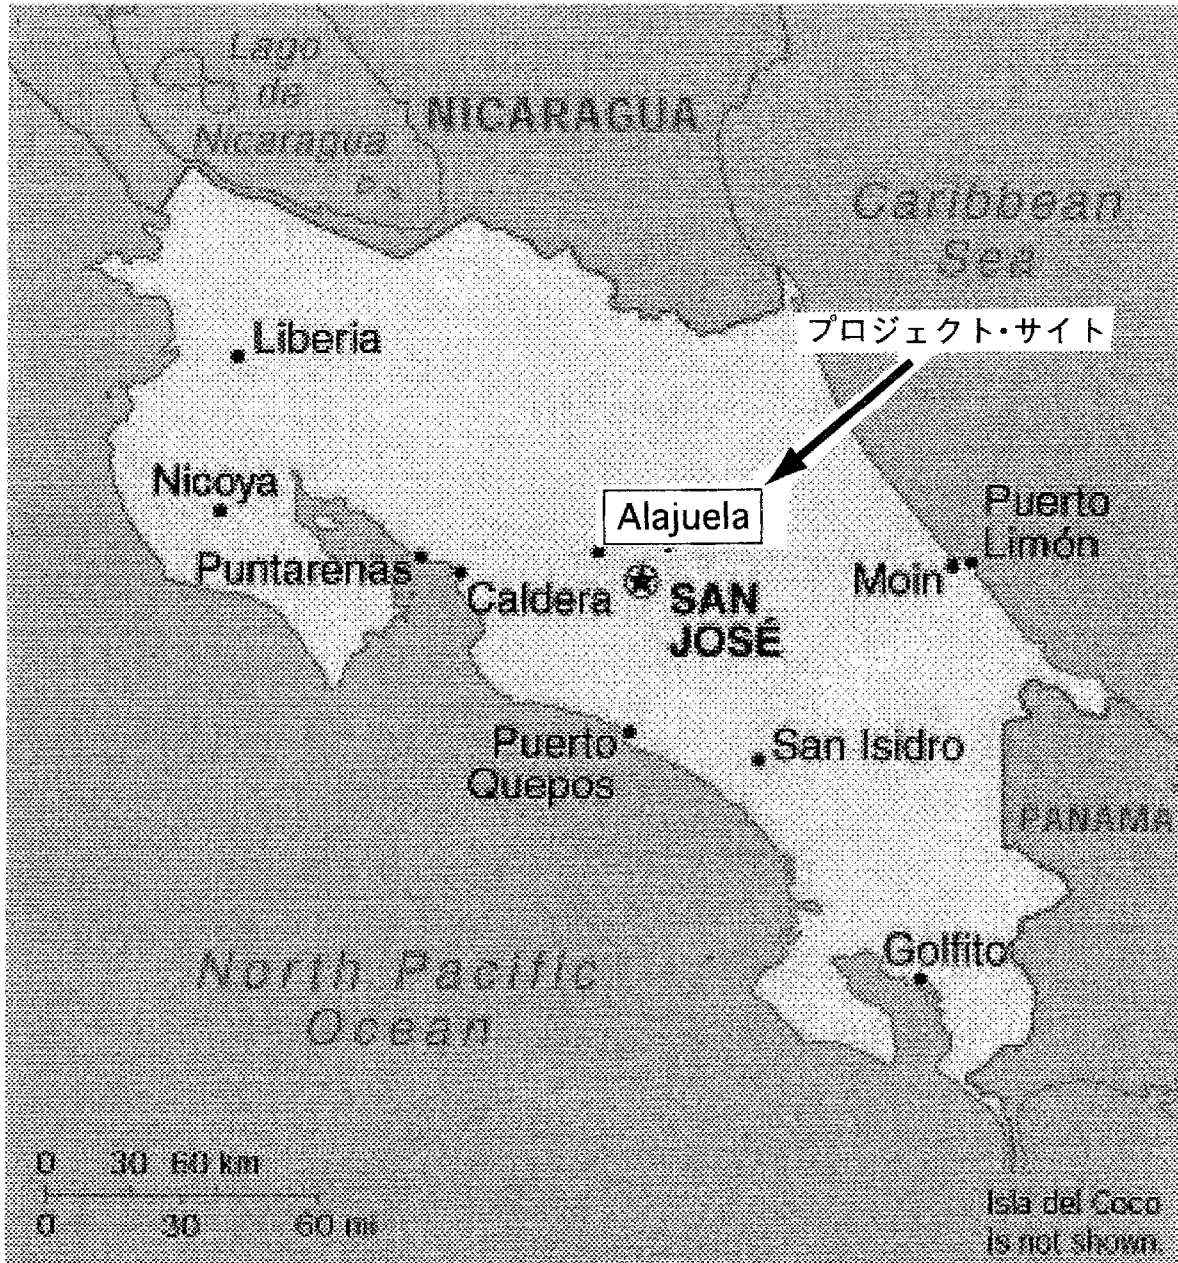 Lago
de
Nicaragua
NICARAGUA
Caribbean
Sea
プロジェクト・サイト
Liberia
Nicoya
Alajuela
Puerto
Limón
Puntarenas
Caldera
SAN
JOSÉ
Moin
Puerto
Quepos
San Isidro
PANAMA
Golfito
North Pacific
Ocean
0 30 60 km
0 30 60 mi
Isla del Coco
is not shown.